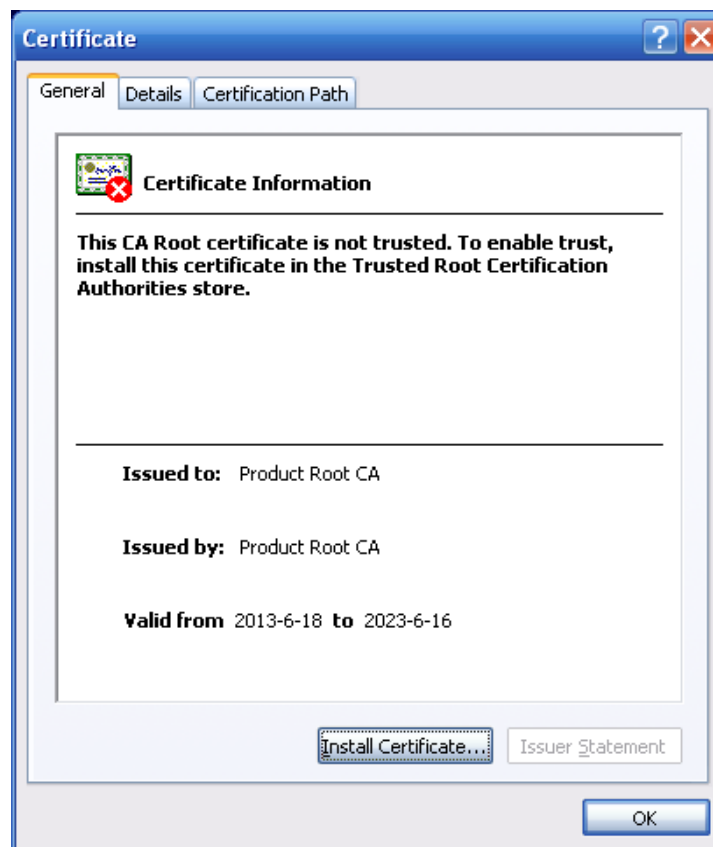 Certificate
General Details Certification Path
Certificate Information
This CA Root certificate is not trusted. To enable trust,
install this certificate in the Trusted Root Certification
Authorities store.
Issued to: Product Root CA
Issued by: Product Root CA
Valid from 2013-6-18 to 2023-6-16
Install Certificate... Issuer Statement
OK